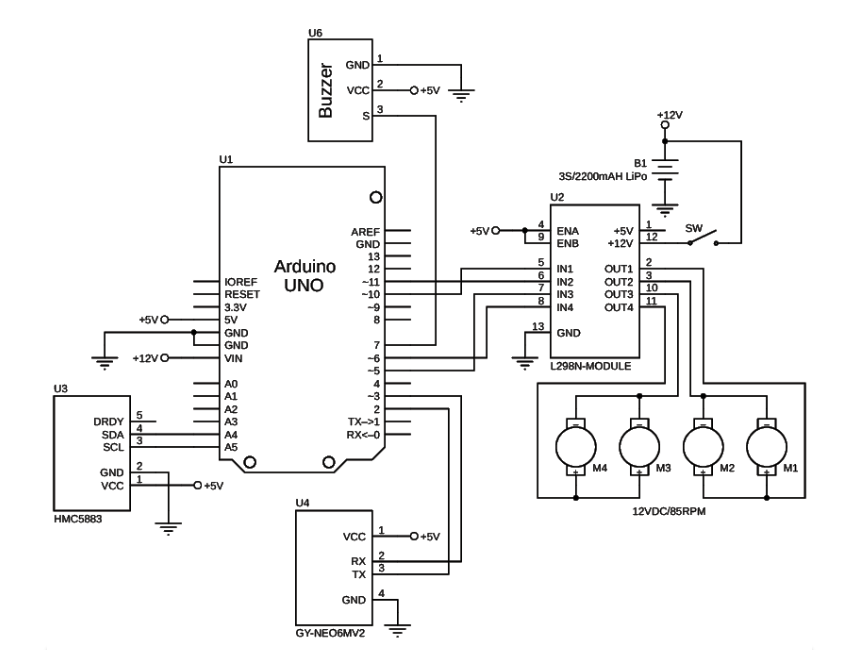 U6
Buzzer
GND 1
VCC 2 +5V
S 3
+12V
B1
3S/2200mAH LiPo
U1
Arduino
UNO
AREF
GND
13
12
~11
~10
~9
8
7
~6
~5
4
~3
2
TX->1
RX<-0
IOREF
RESET
3.3V
+5V 5V
GND
GND
+12V VIN
A0
A1
A2
A3
A4
A5
U2
+5V 4 ENA
9 ENB
5 IN1
6 IN2
7 IN3
8 IN4
13 GND
+5V 1
+12V 12
OUT1 2
OUT2 3
OUT3 10
OUT4 11
L298N-MODULE
SW
U3
DRDY 5
SDA 4
SCL 3
GND 2
VCC 1 +5V
HMC5883
U4
VCC 1 +5V
RX 2
TX 3
GND 4
GY-NEO6MV2
− − − −
M4 M3 M2 M1
+ + + +
12VDC/85RPM